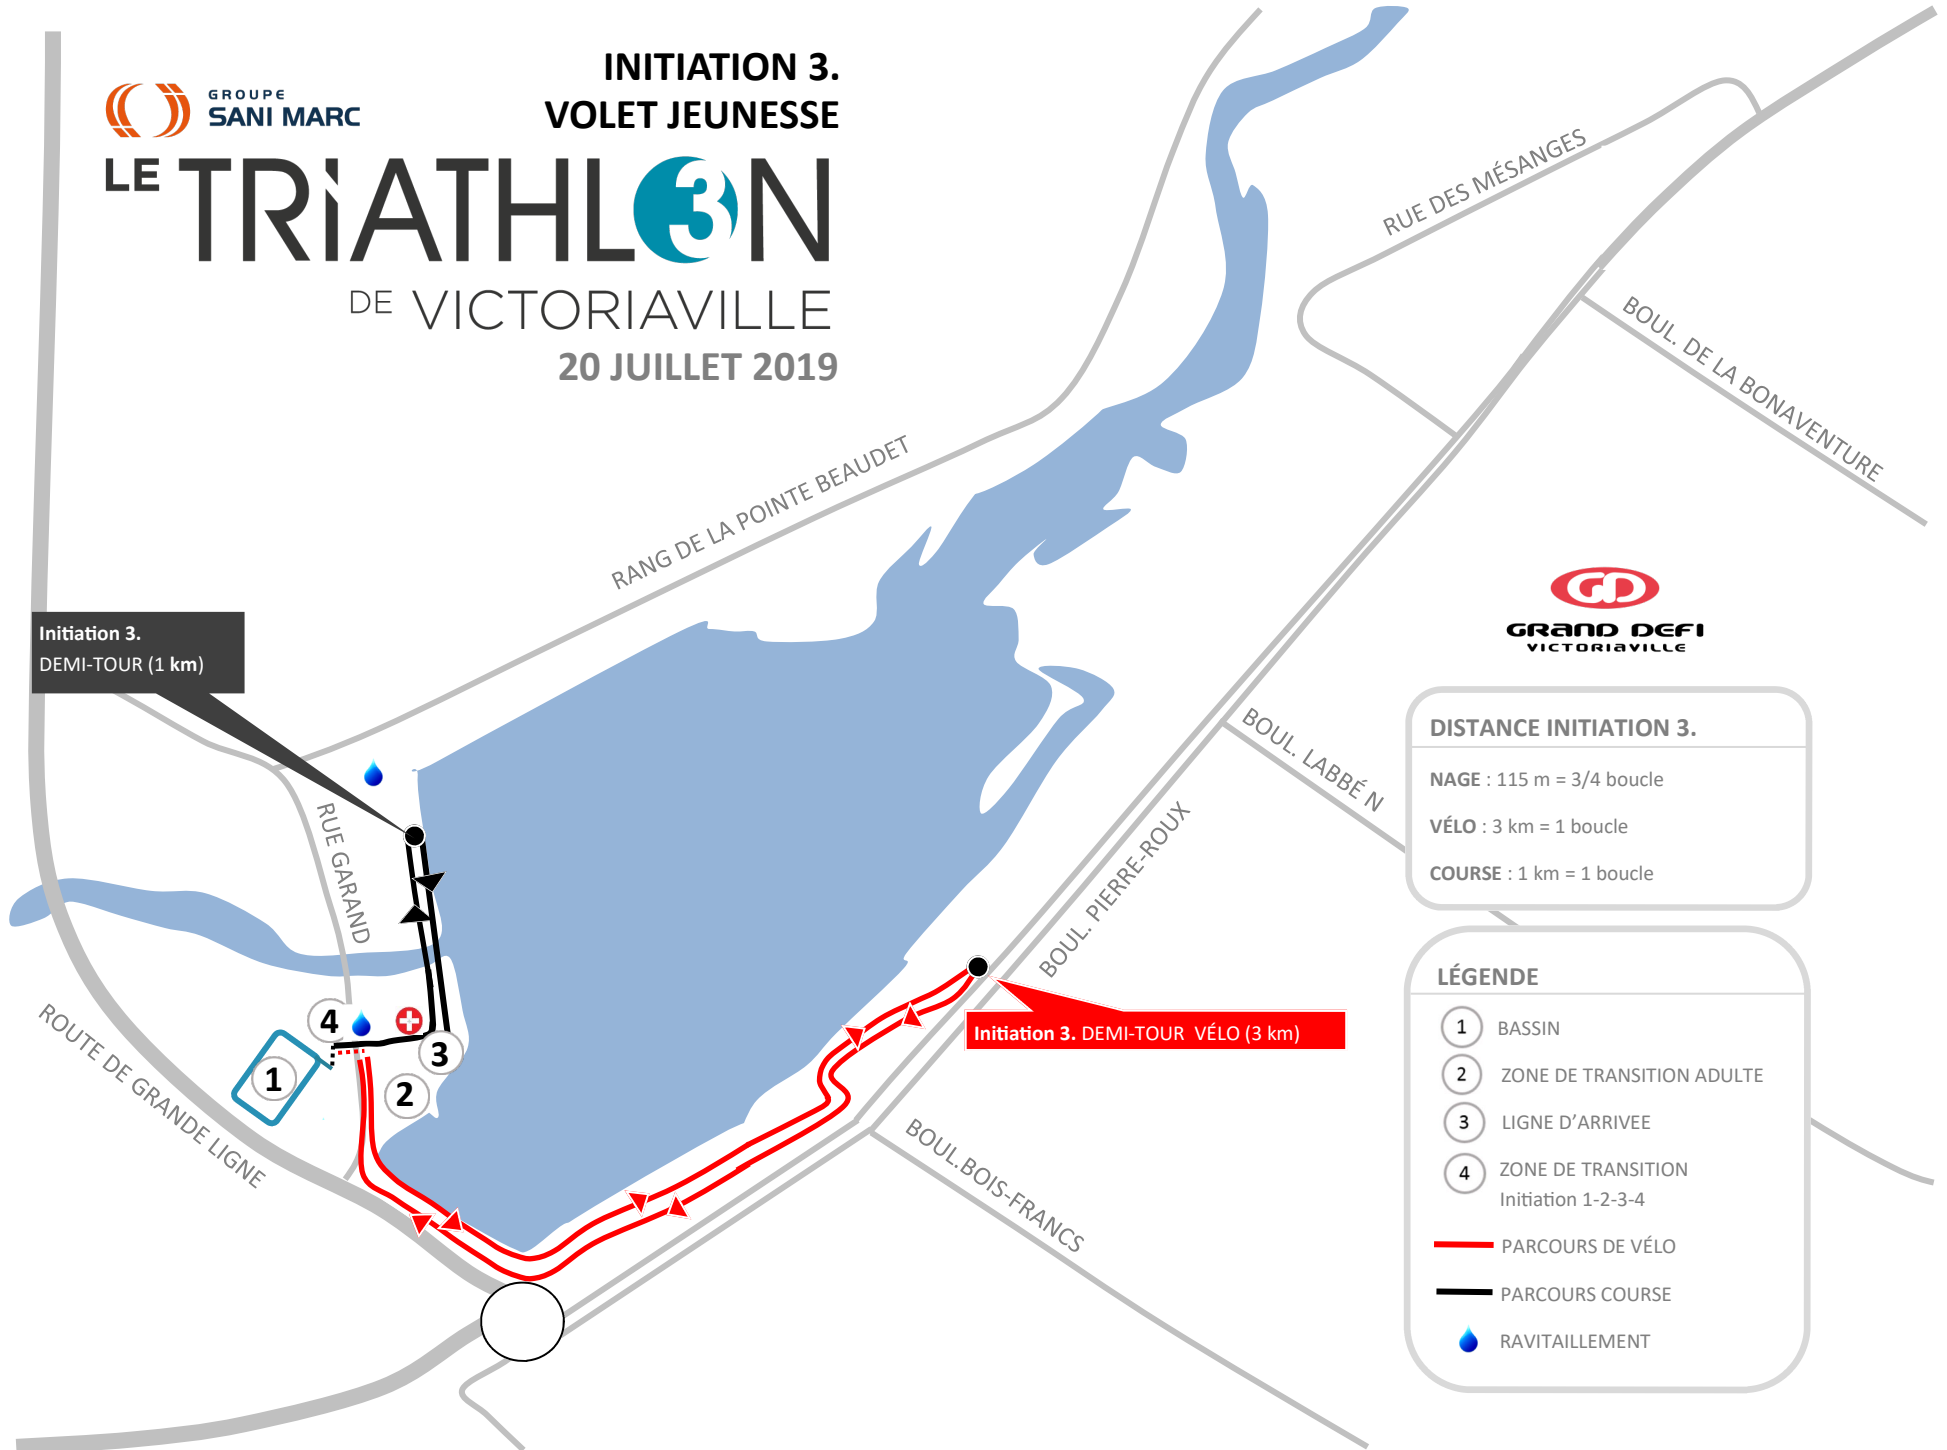 INITIATION 3.
VOLET JEUNESSE
GROUPE
SANI MARC
LE TRiATHL3N
DE VICTORIAVILLE
20 JUILLET 2019
RUE DES MÉSANGES
BOUL. DE LA BONAVENTURE
RANG DE LA POINTE BEAUDET
GD
GRAND DEFI
VICTORIAVILLE
Initiation 3.
DEMI-TOUR (1 km)
RUE GARAND
BOUL. LABBÉ N
BOUL. PIERRE-ROUX
DISTANCE INITIATION 3.
NAGE : 115 m = 3/4 boucle
VÉLO : 3 km = 1 boucle
COURSE : 1 km = 1 boucle
ROUTE DE GRANDE LIGNE
4
3
1
2
Initiation 3. DEMI-TOUR VÉLO (3 km)
BOUL.BOIS-FRANCS
LÉGENDE
1 BASSIN
2 ZONE DE TRANSITION ADULTE
3 LIGNE D'ARRIVEE
4 ZONE DE TRANSITION
Initiation 1-2-3-4
PARCOURS DE VÉLO
PARCOURS COURSE
RAVITAILLEMENT